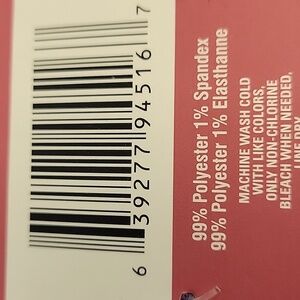 6 39277 94516 7
99% Polyester 1% Spandex
99% Polyester 1% Elasthanne
MACHINE WASH COLD
WITH LIKE COLORS,
ONLY NON-CHLORINE
BLEACH WHEN NEEDED,